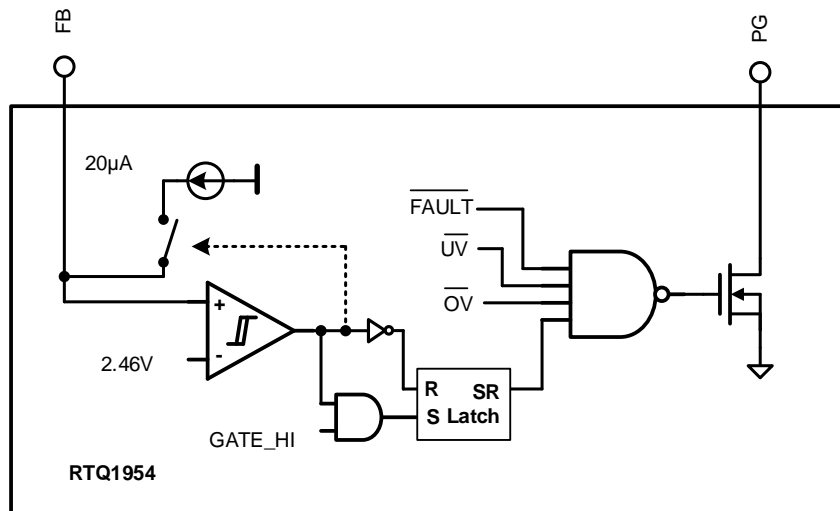 FB
PG
20µA
FAULT
UV
OV
+
-
2.46V
R SR
S Latch
GATE_HI
RTQ1954